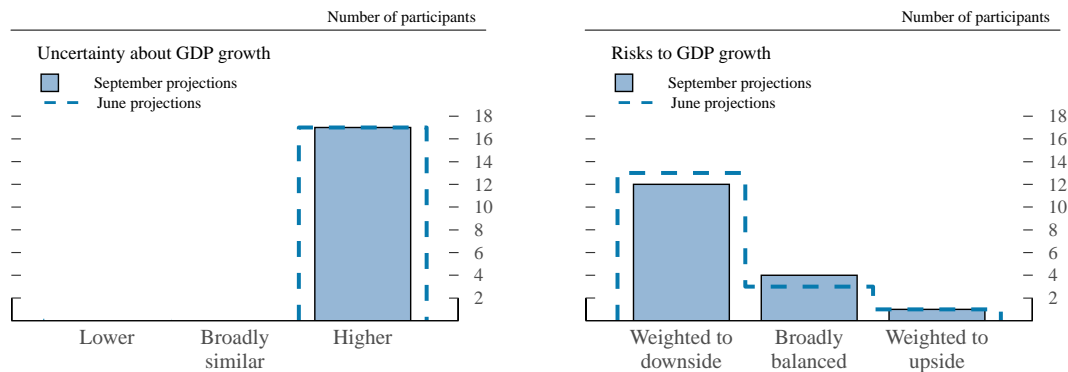 Number of participants
Uncertainty about GDP growth
September projections
June projections
18
16
14
12
10
8
6
4
2
Lower
Broadly
similar
Higher
Number of participants
Risks to GDP growth
September projections
June projections
18
16
14
12
10
8
6
4
2
Weighted to
downside
Broadly
balanced
Weighted to
upside